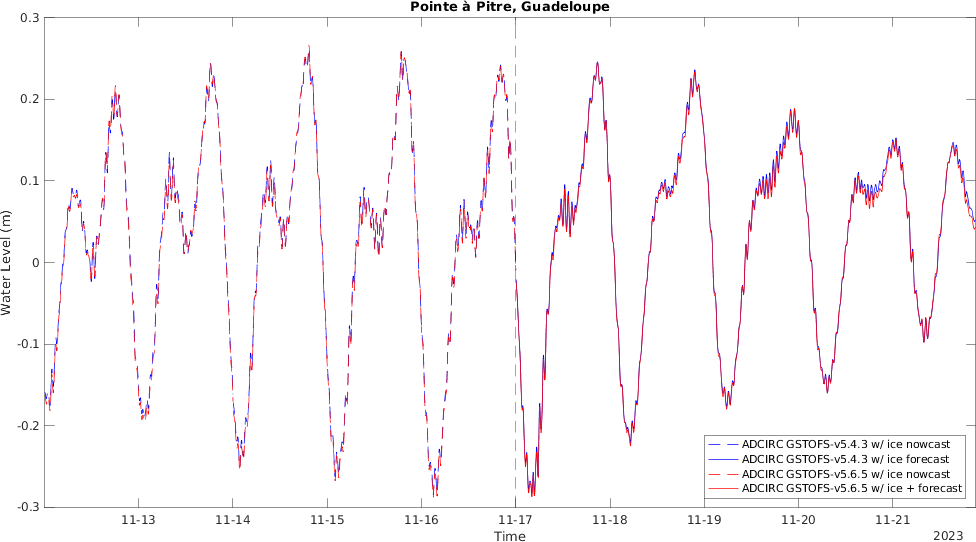 Pointe à Pitre, Guadeloupe
0.3
0.2
0.1
0
-0.1
-0.2
-0.3
Water Level (m)
11-13 11-14 11-15 11-16 11-17 11-18 11-19 11-20 11-21
Time
2023
ADCIRC GSTOFS-v5.4.3 w/ ice nowcast
ADCIRC GSTOFS-v5.4.3 w/ ice forecast
ADCIRC GSTOFS-v5.6.5 w/ ice nowcast
ADCIRC GSTOFS-v5.6.5 w/ ice + forecast